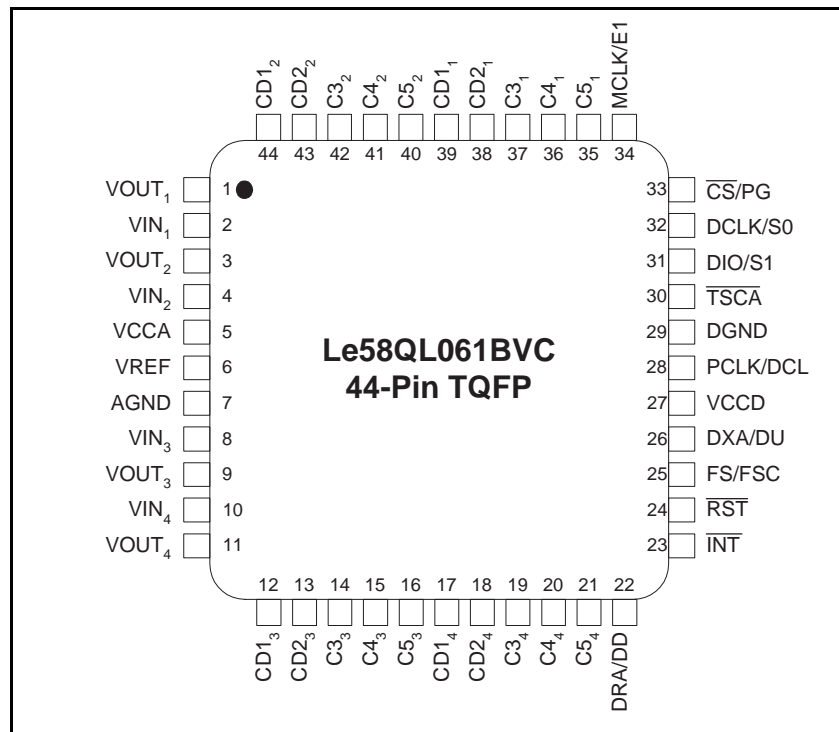 CD1₂ CD2₂ C3₂ C4₂ C5₂ CD1₁ CD2₁ C3₁ C4₁ C5₁ MCLK/E1
44 43 42 41 40 39 38 37 36 35 34
VOUT₁ 1 33 C̅S̅/PG
VIN₁ 2 32 DCLK/S0
VOUT₂ 3 31 DIO/S1
VIN₂ 4 30 T̅S̅C̅A̅
VCCA 5 29 DGND
VREF 6 28 PCLK/DCL
AGND 7 27 VCCD
VIN₃ 8 26 DXA/DU
VOUT₃ 9 25 FS/FSC
VIN₄ 10 24 R̅S̅T̅
VOUT₄ 11 23 I̅N̅T̅
Le58QL061BVC
44-Pin TQFP
12 13 14 15 16 17 18 19 20 21 22
CD1₃ CD2₃ C3₃ C4₃ C5₃ CD1₄ CD2₄ C3₄ C4₄ C5₄ DRA/DD